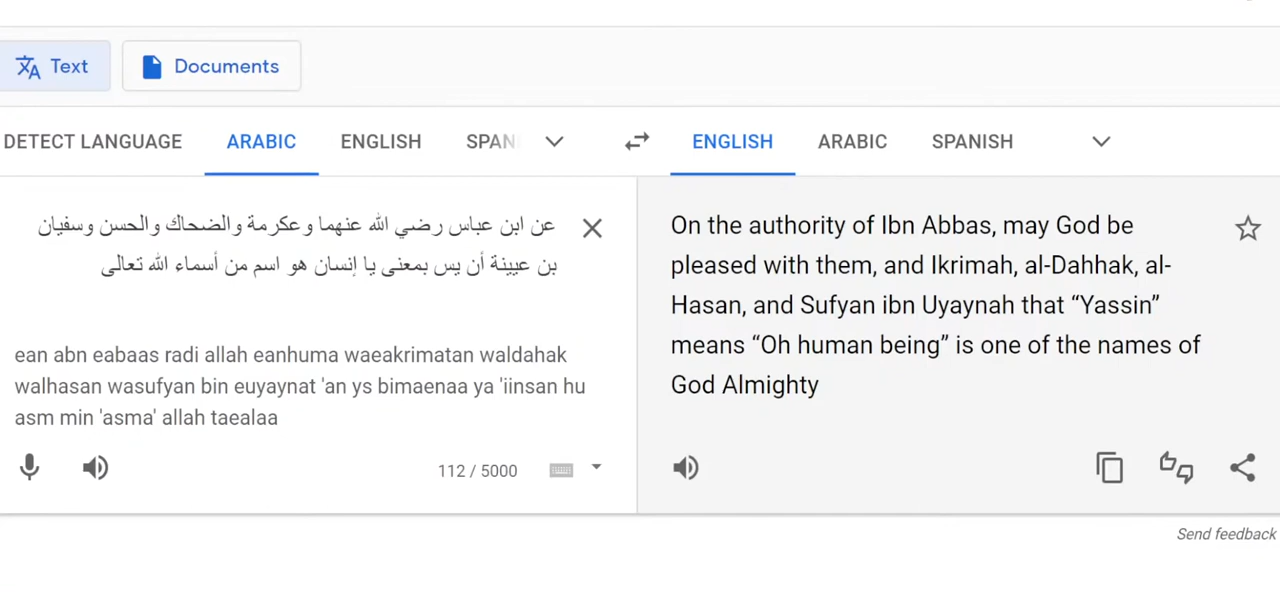 Text Documents
DETECT LANGUAGE ARABIC ENGLISH SPAN ENGLISH ARABIC SPANISH
عن ابن عباس رضي الله عنهما وعكرمة والضحاك والحسن وسفيان
بن عيينة أن يس بمعنى يا إنسان هو اسم من أسماء الله تعالى
ean abn eabaas radi allah eanhuma waeakrimatan waldahak
walhasan wasufyan bin euyaynat 'an ys bimaenaa ya 'iinsan hu
asm min 'asma' allah taealaa
112 / 5000
On the authority of Ibn Abbas, may God be
pleased with them, and Ikrimah, al-Dahhak, al-
Hasan, and Sufyan ibn Uyaynah that “Yassin”
means “Oh human being” is one of the names of
God Almighty
Send feedback